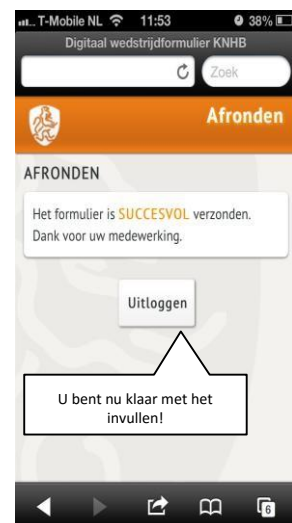 T-Mobile NL 11:53 38%
Digitaal wedstrijdformulier KNHB
Zoek
Afronden
AFRONDEN
Het formulier is SUCCESVOL verzonden.
Dank voor uw medewerking.
Uitloggen
U bent nu klaar met het
invullen!
6